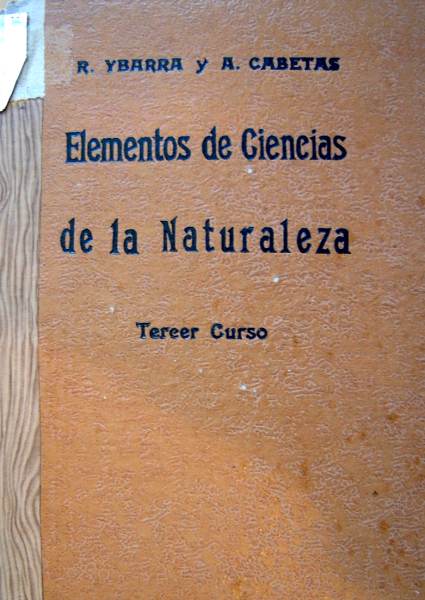 R. YBARRA y A. CABETAS
Elementos de Ciencias
de la Naturaleza
Tercer Curso